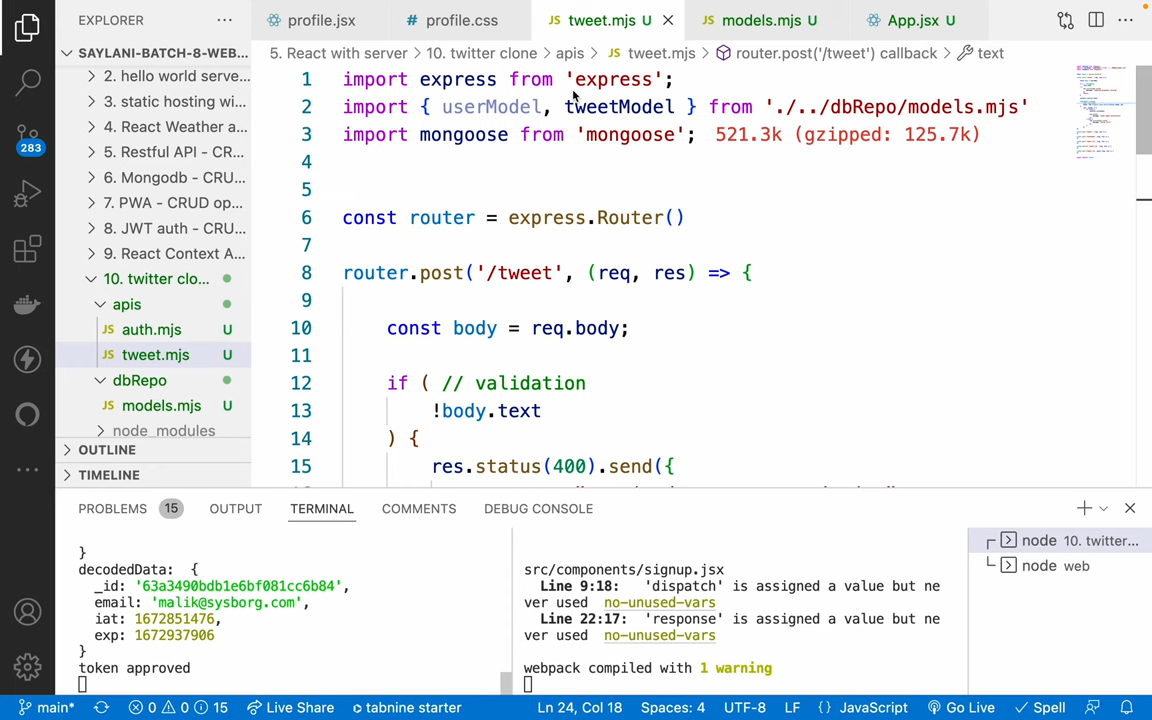 EXPLORER
SAYLANI-BATCH-8-WEB...
2. hello world serve...
3. static hosting wi...
4. React Weather a...
5. Restful API - CR...
6. Mongodb - CRU...
7. PWA - CRUD op...
8. JWT auth - CRU...
9. React Context A...
10. twitter clo...
apis
JS auth.mjs U
JS tweet.mjs U
dbRepo
JS models.mjs U
node_modules
OUTLINE
TIMELINE
283
profile.jsx
# profile.css
JS tweet.mjs U
JS models.mjs U
App.jsx U
5. React with server > 10. twitter clone > apis > JS tweet.mjs > router.post('/tweet') callback > text
1 import express from 'express';
2 import { userModel, tweetModel } from './../dbRepo/models.mjs'
3 import mongoose from 'mongoose'; 521.3k (gzipped: 125.7k)
4
5
6 const router = express.Router()
7
8 router.post('/tweet', (req, res) => {
9
10 const body = req.body;
11
12 if ( // validation
13 !body.text
14 ) {
15 res.status(400).send({
PROBLEMS 15 OUTPUT TERMINAL COMMENTS DEBUG CONSOLE
}
decodedData: {
_id: '63a3490bdb1e6bf081cc6b84',
email: 'malik@sysborg.com',
iat: 1672851476,
exp: 1672937906
}
token approved
src/components/signup.jsx
Line 9:18: 'dispatch' is assigned a value but ne
ver used no-unused-vars
Line 22:17: 'response' is assigned a value but ne
ver used no-unused-vars
webpack compiled with 1 warning
node 10. twitter...
node web
main* 0 0 15 Live Share tabnine starter Ln 24, Col 18 Spaces: 4 UTF-8 LF {} JavaScript Go Live Spell